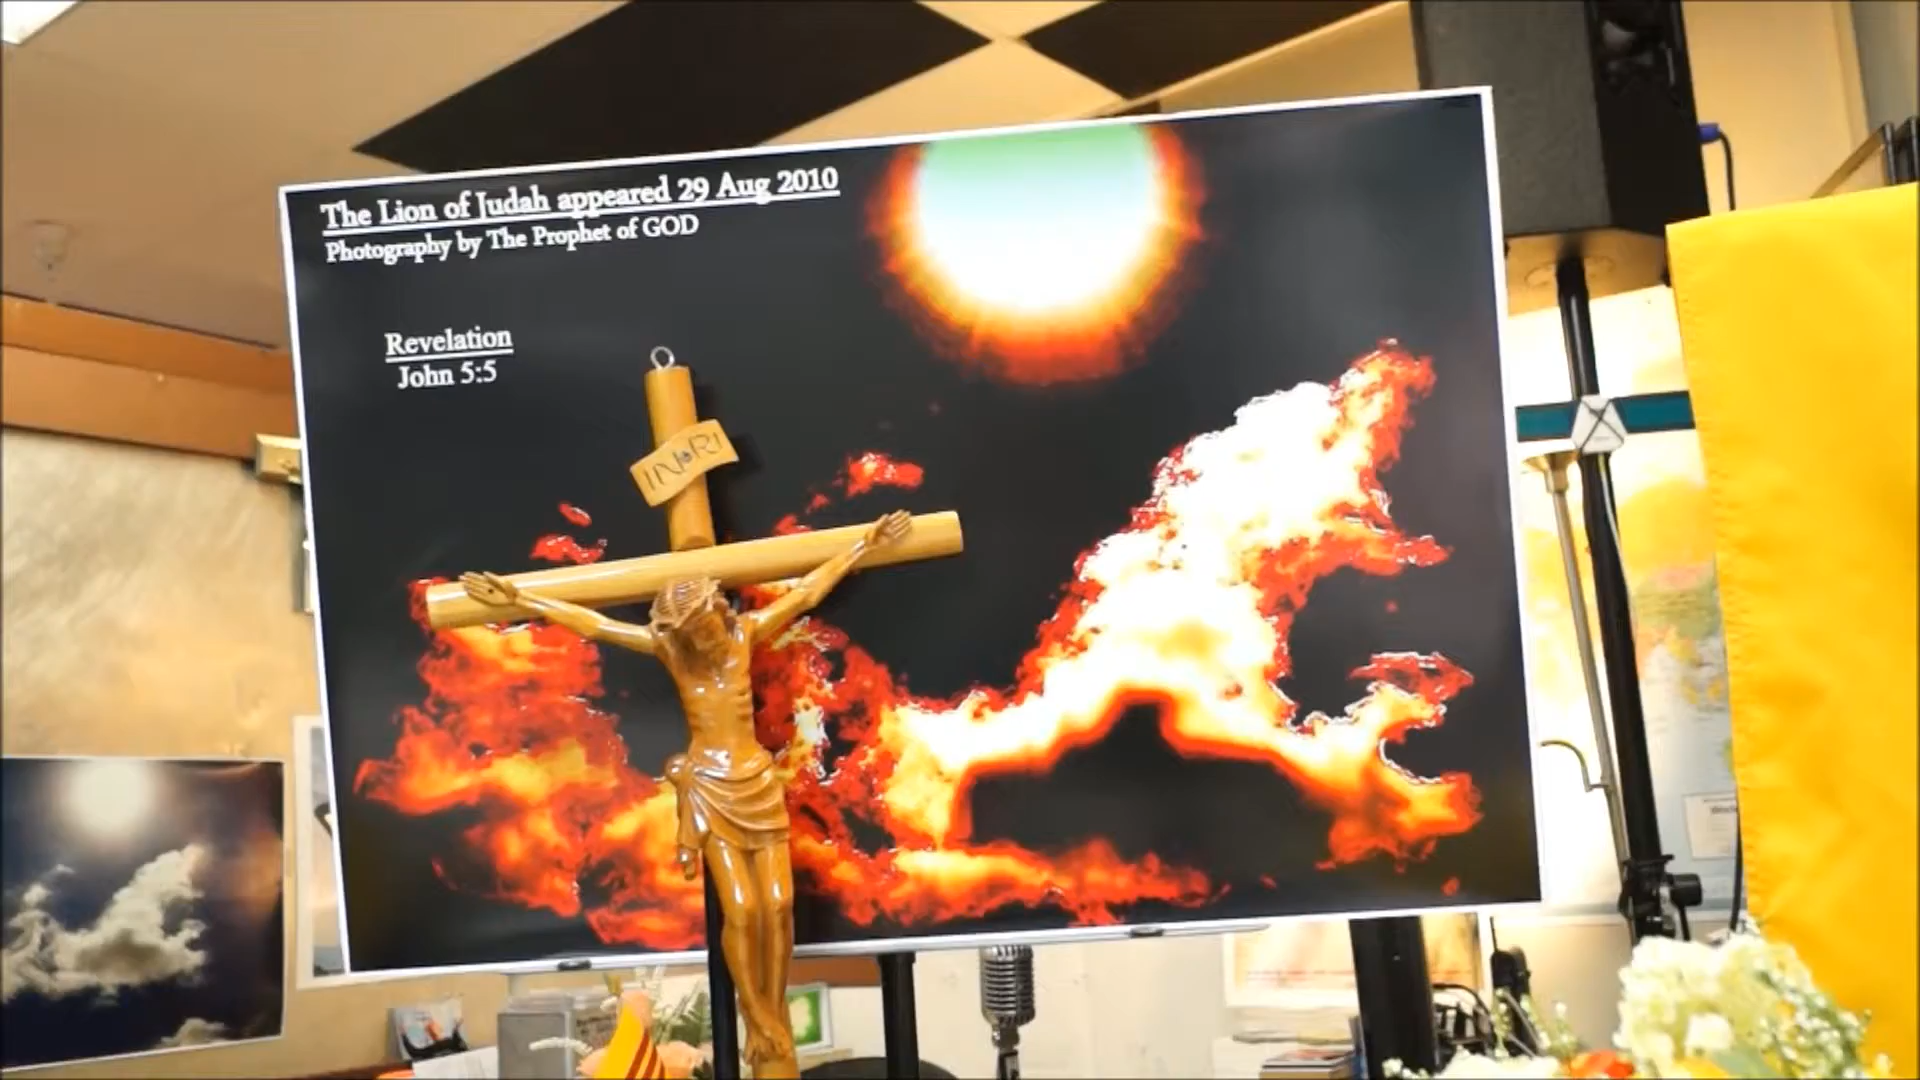 The Lion of Judah appeared 29 Aug 2010
Photography by The Prophet of GOD
Revelation
John 5:5
INRI